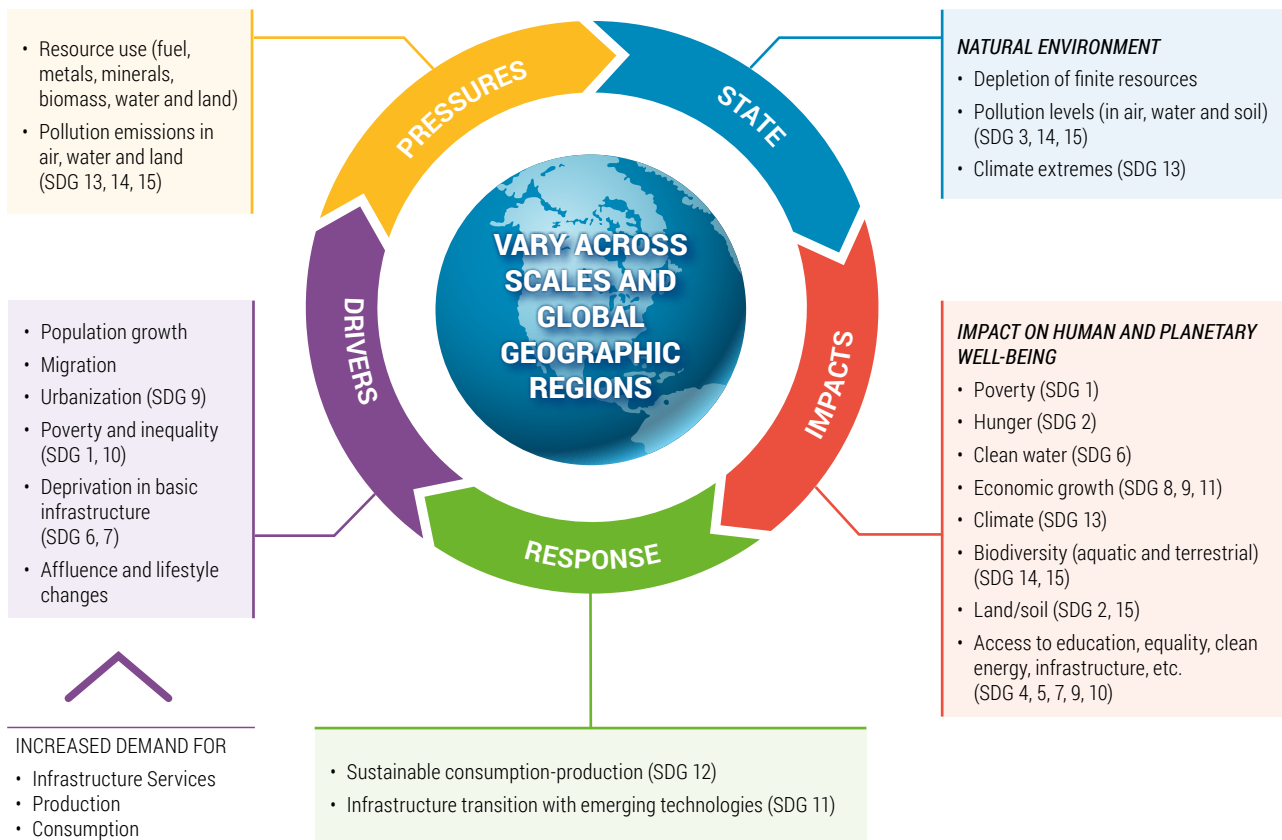 • Resource use (fuel,
metals, minerals,
biomass, water and land)
• Pollution emissions in
air, water and land
(SDG 13, 14, 15)
PRESSURES
STATE
NATURAL ENVIRONMENT
• Depletion of finite resources
• Pollution levels (in air, water and soil)
(SDG 3, 14, 15)
• Climate extremes (SDG 13)
VARY ACROSS
SCALES AND
GLOBAL
GEOGRAPHIC
REGIONS
• Population growth
• Migration
• Urbanization (SDG 9)
• Poverty and inequality
(SDG 1, 10)
• Deprivation in basic
infrastructure
(SDG 6, 7)
• Affluence and lifestyle
changes
DRIVERS
IMPACTS
IMPACT ON HUMAN AND PLANETARY
WELL-BEING
• Poverty (SDG 1)
• Hunger (SDG 2)
• Clean water (SDG 6)
• Economic growth (SDG 8, 9, 11)
• Climate (SDG 13)
• Biodiversity (aquatic and terrestrial)
(SDG 14, 15)
• Land/soil (SDG 2, 15)
• Access to education, equality, clean
energy, infrastructure, etc.
(SDG 4, 5, 7, 9, 10)
RESPONSE
INCREASED DEMAND FOR
• Infrastructure Services
• Production
• Consumption
• Sustainable consumption-production (SDG 12)
• Infrastructure transition with emerging technologies (SDG 11)